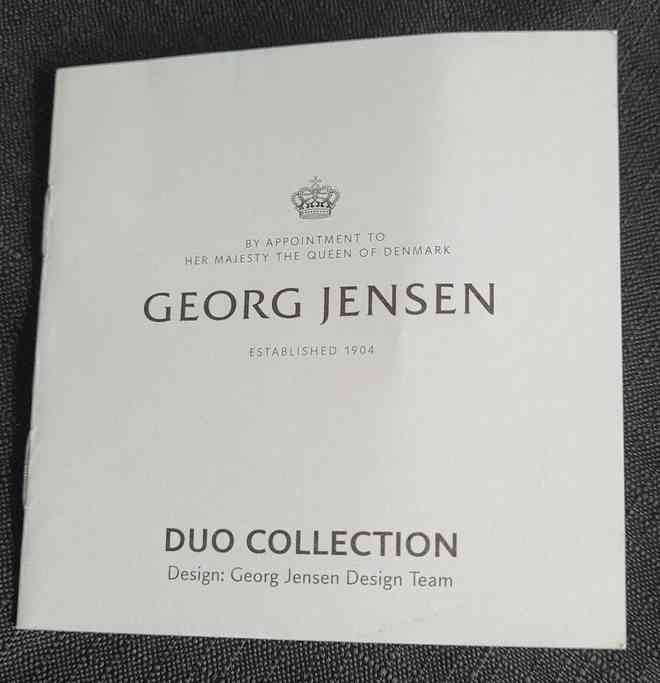 BY APPOINTMENT TO
HER MAJESTY THE QUEEN OF DENMARK
GEORG JENSEN
ESTABLISHED 1904
DUO COLLECTION
Design: Georg Jensen Design Team